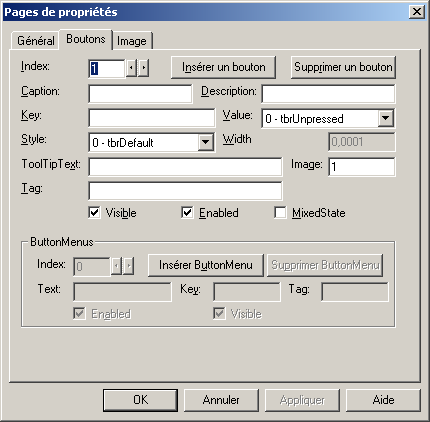 Pages de propriétés
Général Boutons Image
Index: 1 Insérer un bouton Supprimer un bouton
Caption: Description:
Key: Value: 0 - tbrUnpressed
Style: 0 - tbrDefault Width 0,0001
ToolTipText: Image: 1
Tag:
Visible Enabled MixedState
ButtonMenus
Index: 0 Insérer ButtonMenu Supprimer ButtonMenu
Text: Key: Tag:
Enabled Visible
OK Annuler Appliquer Aide